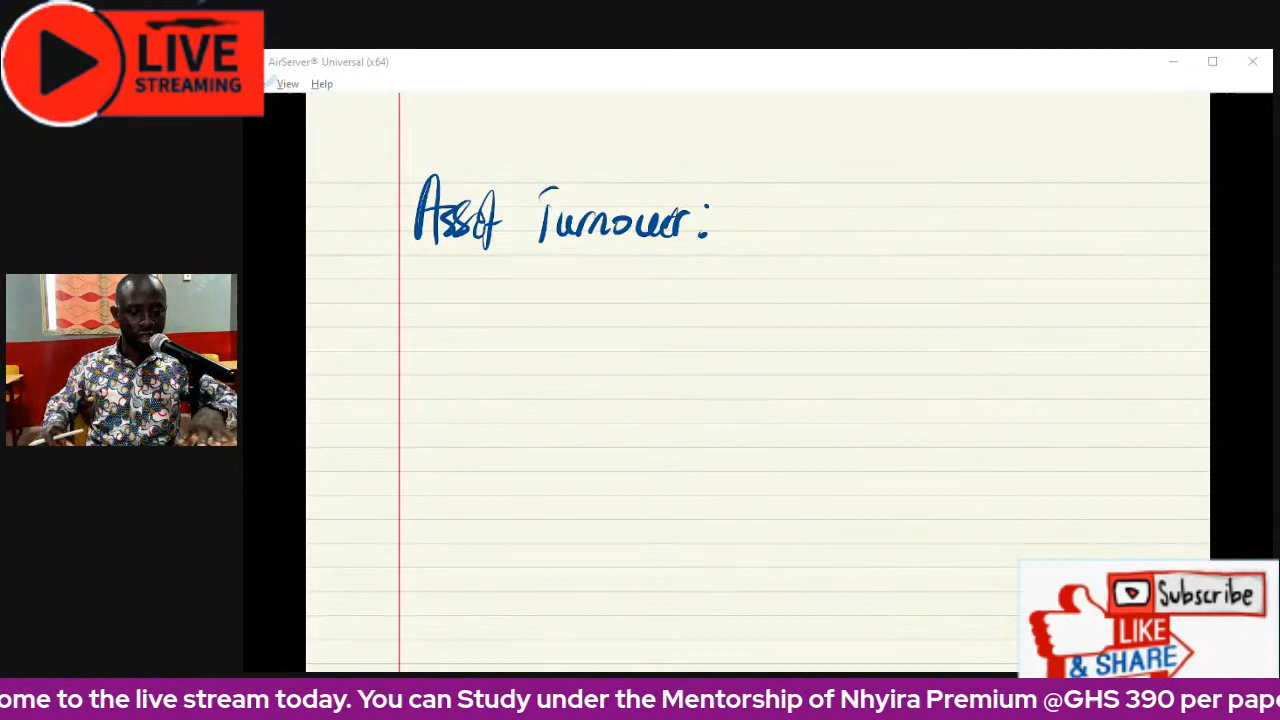 LIVE
STREAMING
AirServer® Universal (x64)
View Help
Asset Turnover:
Subscribe
LIKE
& SHARE
ome to the live stream today. You can Study under the Mentorship of Nhyira Premium @GHS 390 per pape